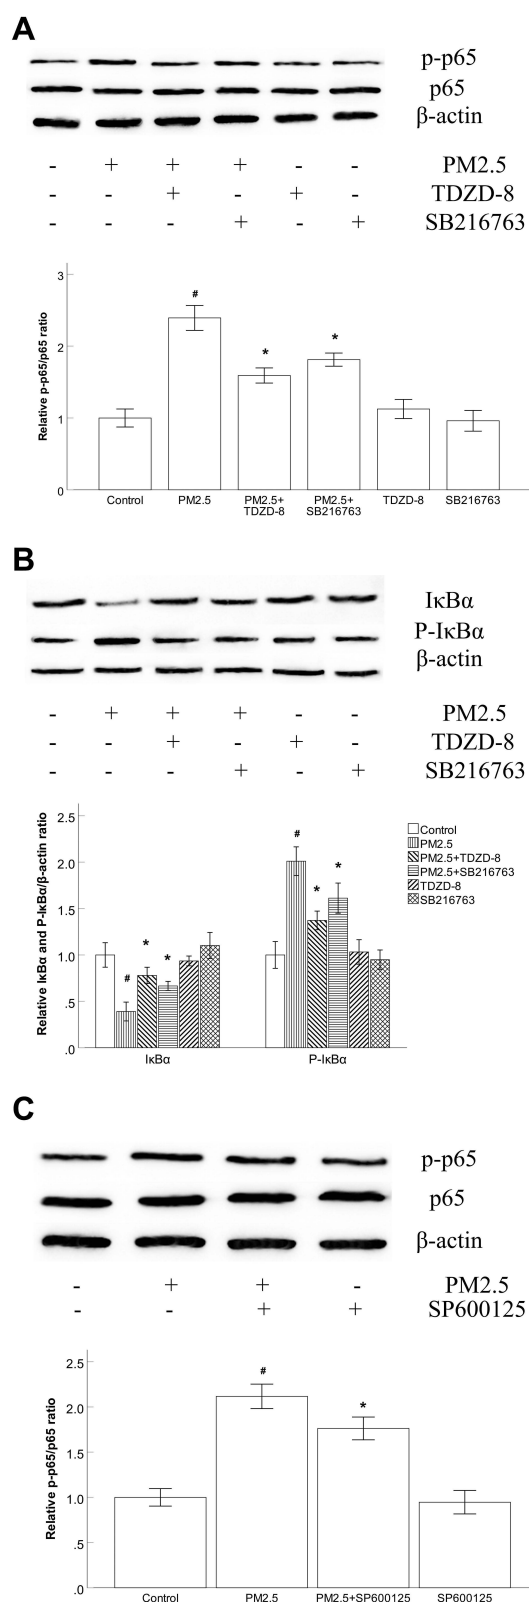 A
p-p65
p65
β-actin
- + + + - - PM2.5
- - + - + - TDZD-8
- - - + - + SB216763
Relative p-p65/p65 ratio
3
2
1
0
#
*
*
Control
PM2.5
PM2.5+
TDZD-8
PM2.5+
SB216763
TDZD-8
SB216763
B
IκBα
P-IκBα
β-actin
- + + + - - PM2.5
- - + - + - TDZD-8
- - - + - + SB216763
Relative IκBα and P-IκBα/β-actin ratio
2.5
2.0
1.5
1.0
.5
.0
#
*
*
#
*
*
IκBα
P-IκBα
Control
PM2.5
PM2.5+TDZD-8
PM2.5+SB216763
TDZD-8
SB216763
C
p-p65
p65
β-actin
- + + - PM2.5
- - + + SP600125
Relative p-p65/p65 ratio
2.5
2.0
1.5
1.0
.5
.0
#
*
Control
PM2.5
PM2.5+SP600125
SP600125